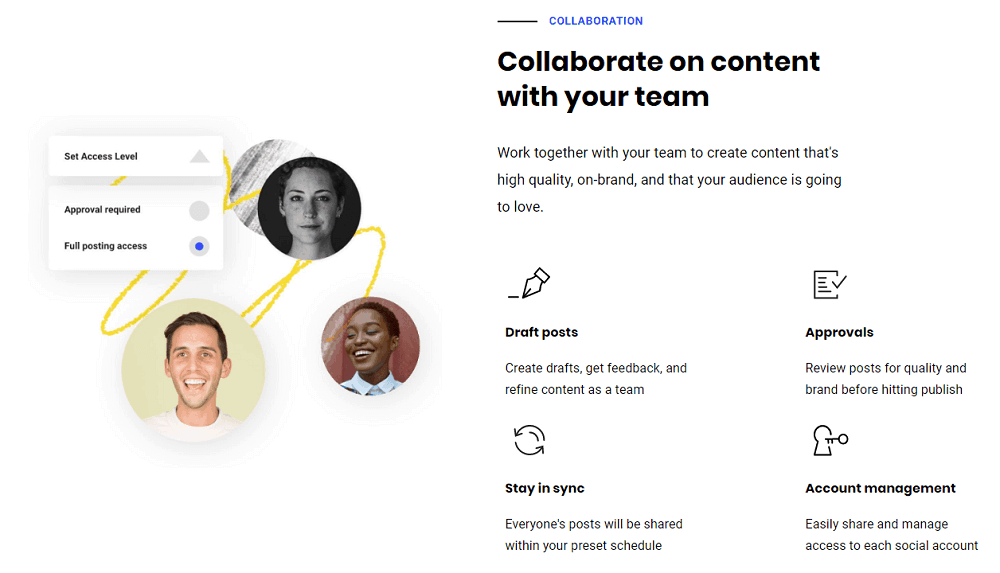 COLLABORATION
Collaborate on content
with your team
Work together with your team to create content that's
high quality, on-brand, and that your audience is going
to love.
Set Access Level
Approval required
Full posting access
Draft posts
Create drafts, get feedback, and
refine content as a team
Approvals
Review posts for quality and
brand before hitting publish
Stay in sync
Everyone's posts will be shared
within your preset schedule
Account management
Easily share and manage
access to each social account